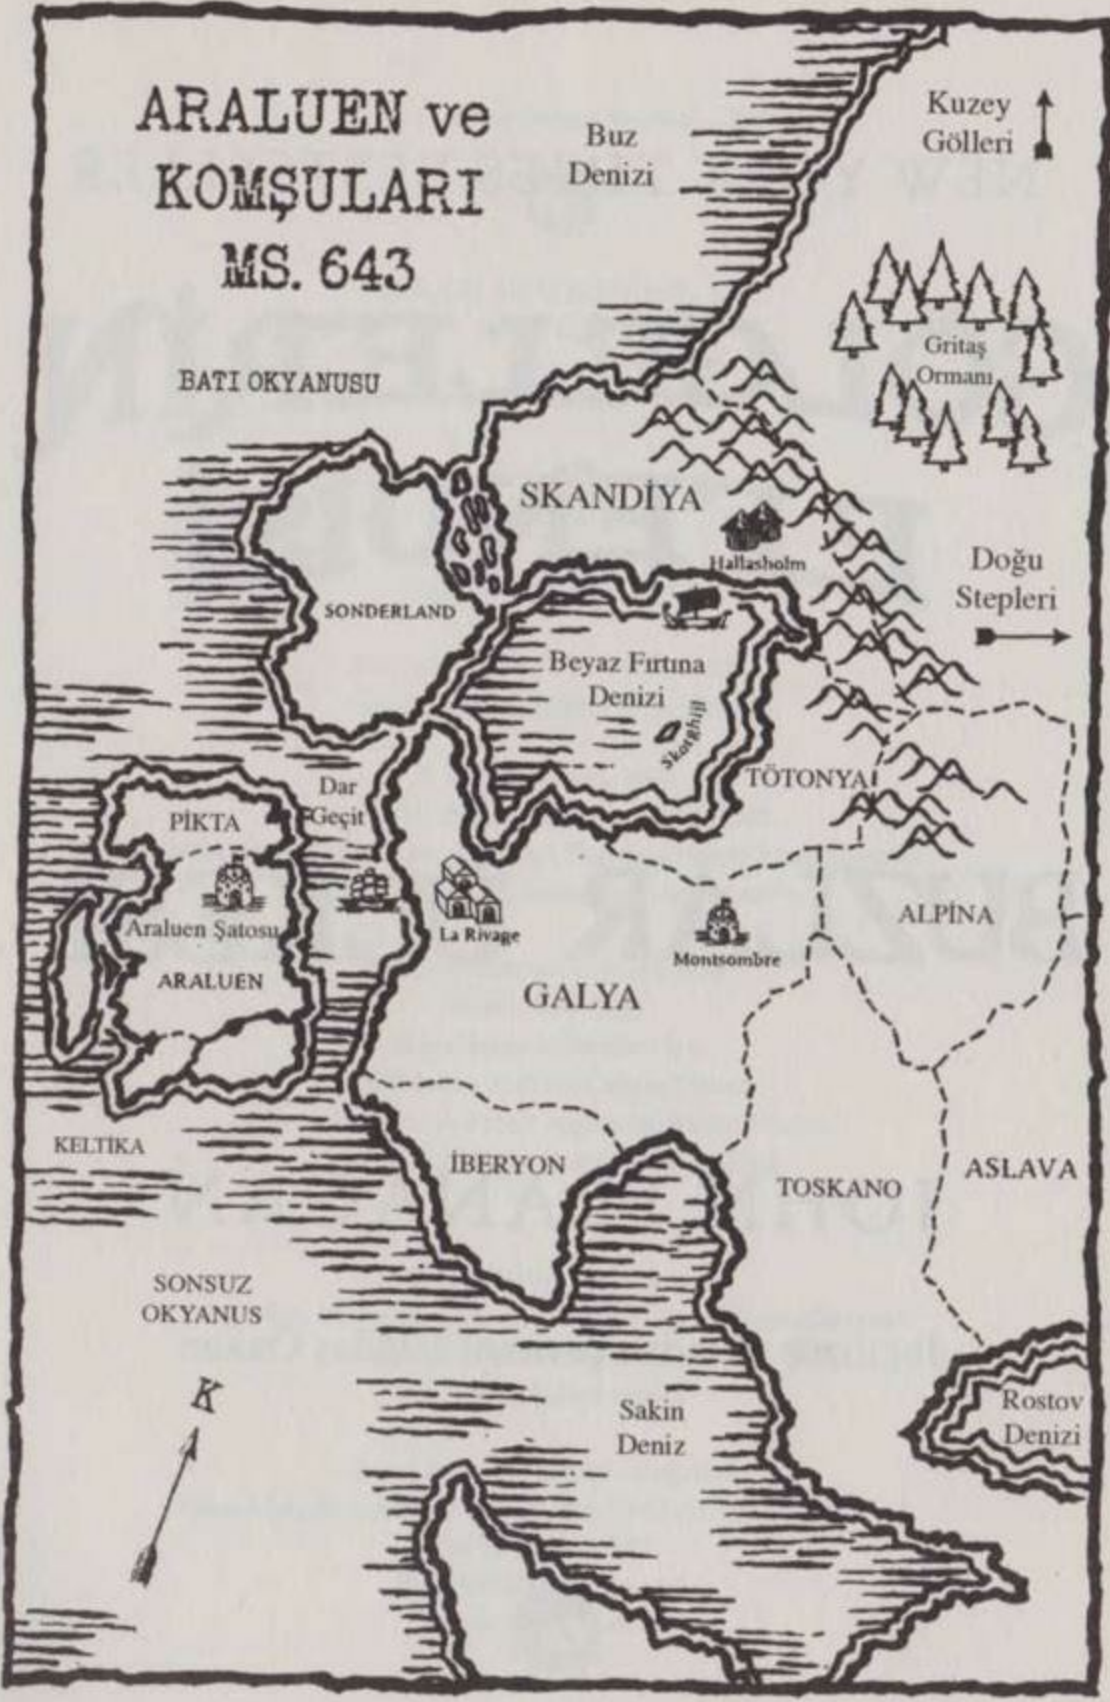 ARALUEN ve
KOMŞULARI
MS. 643
Buz
Denizi
Kuzey
Gölleri
BATI OKYANUSU
Gritaş
Ormanı
SKANDİYA
Hallasholm
Doğu
Stepleri
SONDERLAND
Beyaz Fırtına
Denizi
Skorghijl
TÖTONYA
Dar
Geçit
PİKTA
Araluen Şatosu
ARALUEN
La Rivage
Montsombre
ALPİNA
GALYA
KELTİKA
İBERYON
TOSKANO
ASLAVA
SONSUZ
OKYANUS
K
Sakin
Deniz
Rostov
Denizi